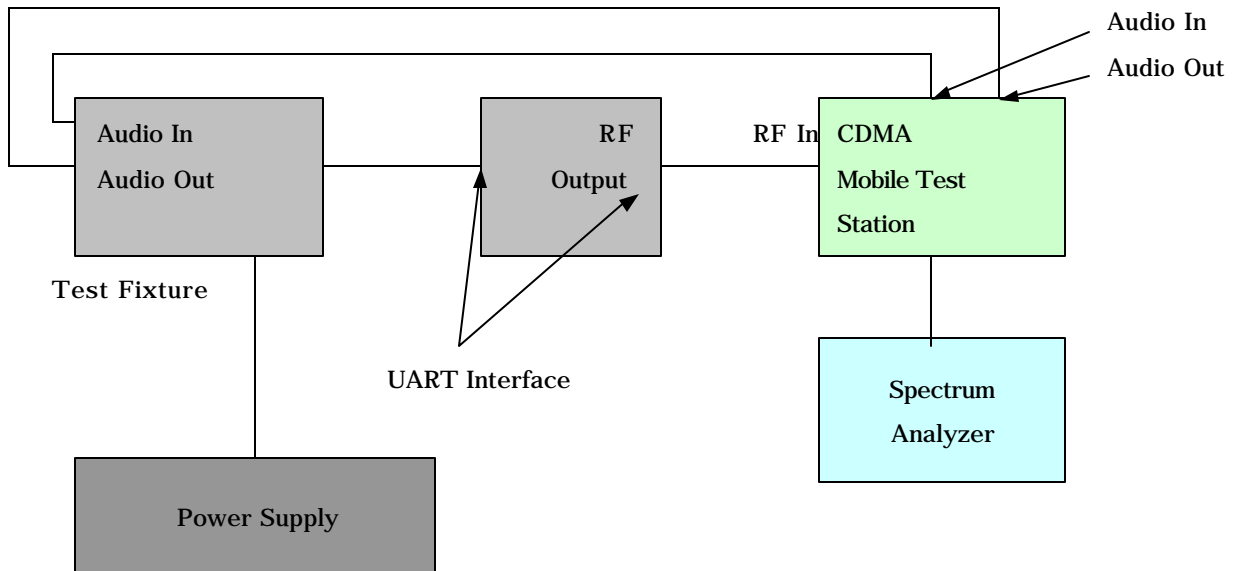 Audio In
Audio Out
Audio In
Audio Out
RF
Output
RF In
CDMA
Mobile Test
Station
Test Fixture
UART Interface
Spectrum
Analyzer
Power Supply